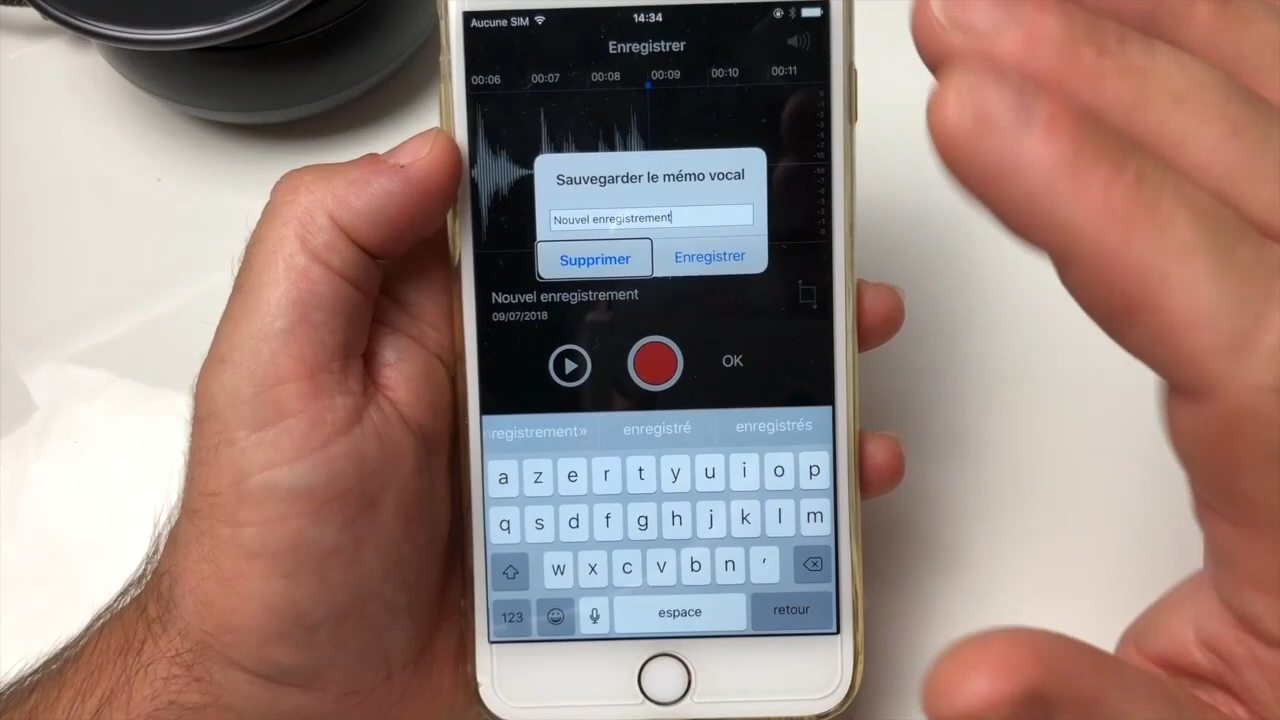 Aucune SIM 14:34
Enregistrer
00:06 00:07 00:08 00:09 00:10 00:11
Sauvegarder le mémo vocal
Nouvel enregistrement
Supprimer Enregistrer
Nouvel enregistrement
09/07/2018
OK
registrement» enregistré enregistrés
a z e r t y u i o p
q s d f g h j k l m
w x c v b n ’
123 espace retour